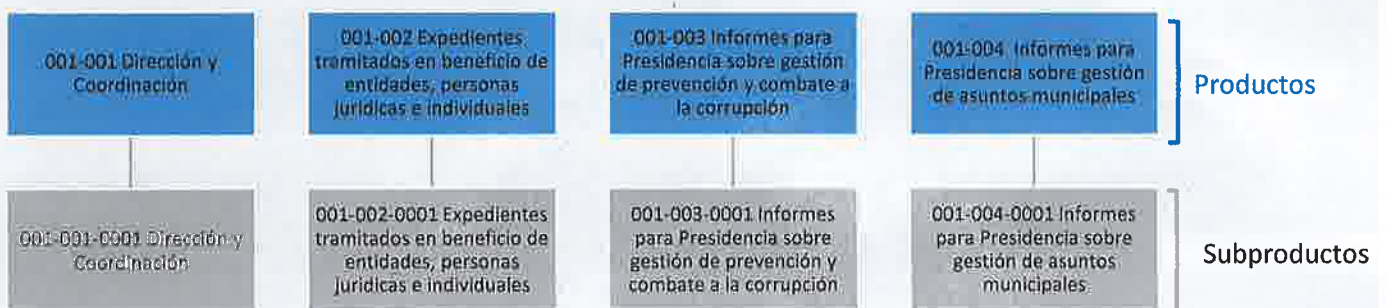 001-001 Dirección y
Coordinación
001-002 Expedientes
tramitados en beneficio de
entidades, personas
jurídicas e individuales
001-003 Informes para
Presidencia sobre gestión
de prevención y combate a
la corrupción
001-004 Informes para
Presidencia sobre gestión
de asuntos municipales
Productos
001-001-0001 Dirección y
Coordinación
001-002-0001 Expedientes
tramitados en beneficio de
entidades, personas
jurídicas e individuales
001-003-0001 Informes
para Presidencia sobre
gestión de prevención y
combate a la corrupción
001-004-0001 Informes
para Presidencia sobre
gestión de asuntos
municipales
Subproductos